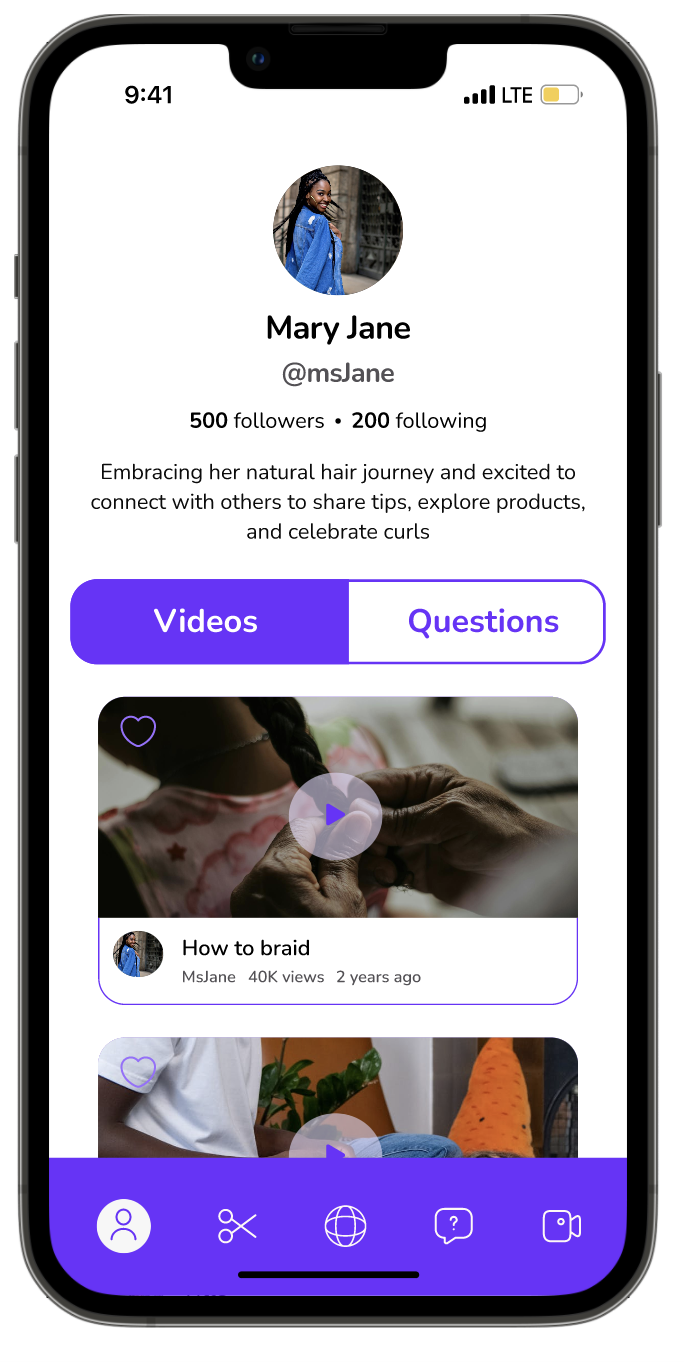 9:41 LTE
Mary Jane
@msJane
500 followers • 200 following
Embracing her natural hair journey and excited to
connect with others to share tips, explore products,
and celebrate curls
Videos Questions
How to braid
MsJane 40K views 2 years ago
?